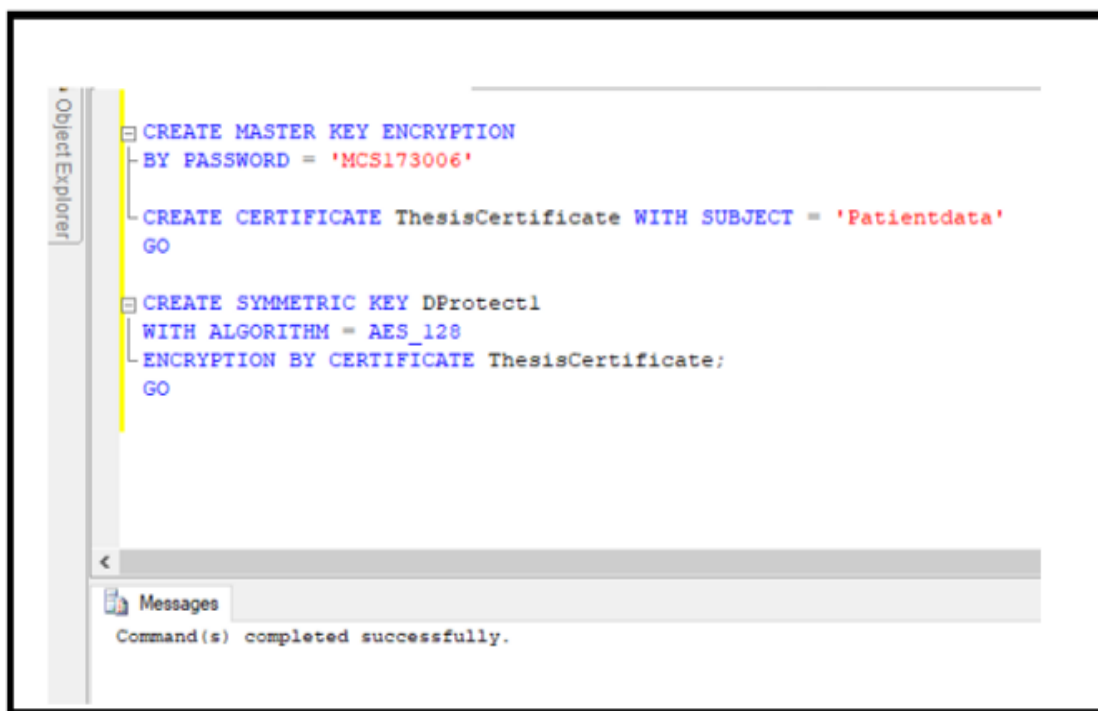 Object Explorer
CREATE MASTER KEY ENCRYPTION
BY PASSWORD = 'MCS173006'
CREATE CERTIFICATE ThesisCertificate WITH SUBJECT = 'Patientdata'
GO
CREATE SYMMETRIC KEY DProtect1
WITH ALGORITHM = AES_128
ENCRYPTION BY CERTIFICATE ThesisCertificate;
GO
Messages
Command(s) completed successfully.